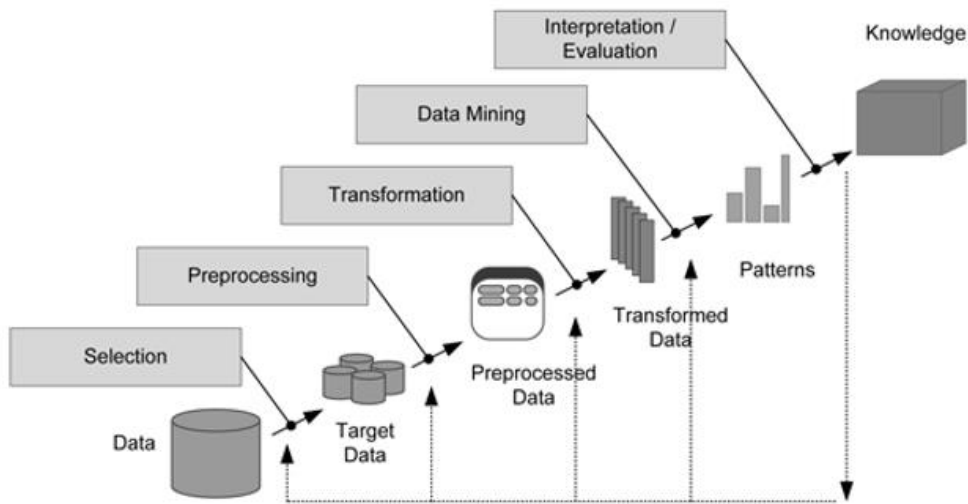 Interpretation /
Evaluation
Knowledge
Data Mining
Transformation
Patterns
Preprocessing
Transformed
Data
Selection
Preprocessed
Data
Data
Target
Data